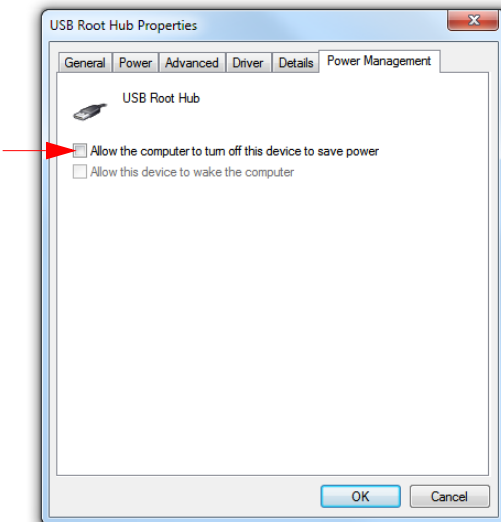 USB Root Hub Properties
General Power Advanced Driver Details Power Management
USB Root Hub
Allow the computer to turn off this device to save power
Allow this device to wake the computer
OK Cancel